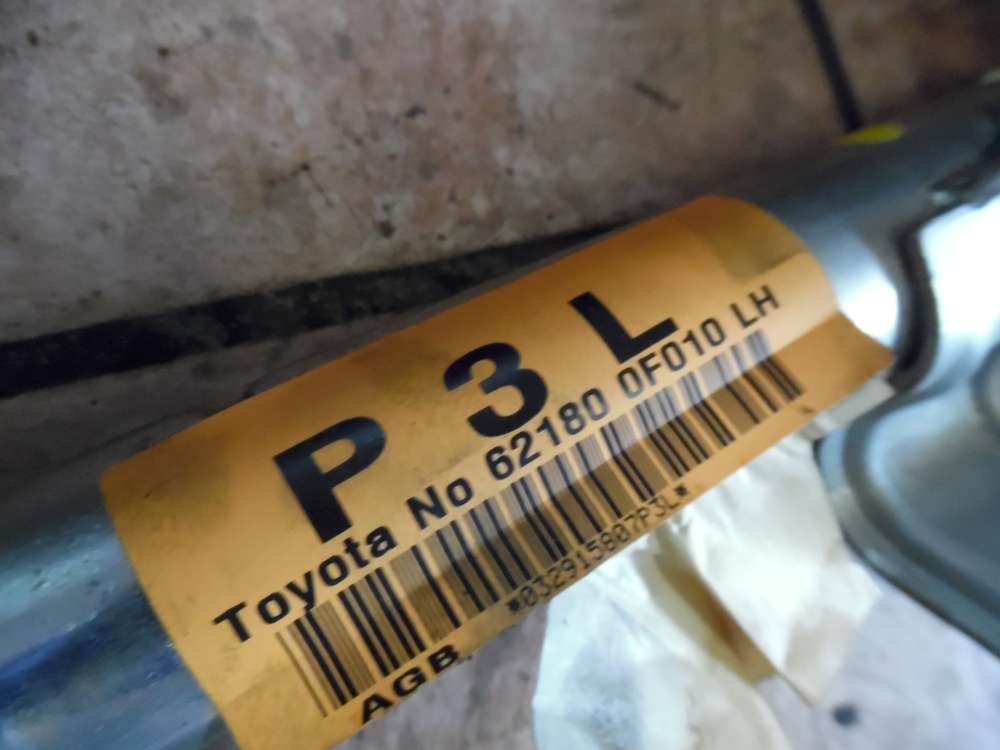 P 3 L
Toyota No 62180 0F010 LH
*032915807P3L*
AGB